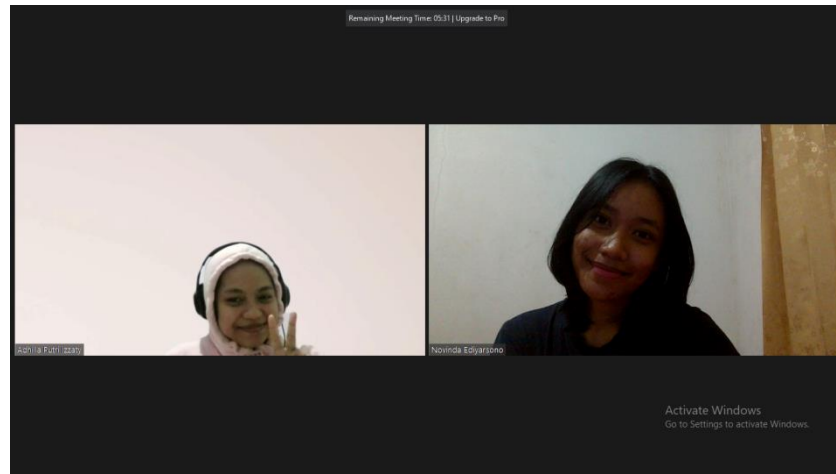 Remaining Meeting Time: 05:31 | Upgrade to Pro
Adhila Putri Izzaty
Novinda Ediyarsono
Activate Windows
Go to Settings to activate Windows.